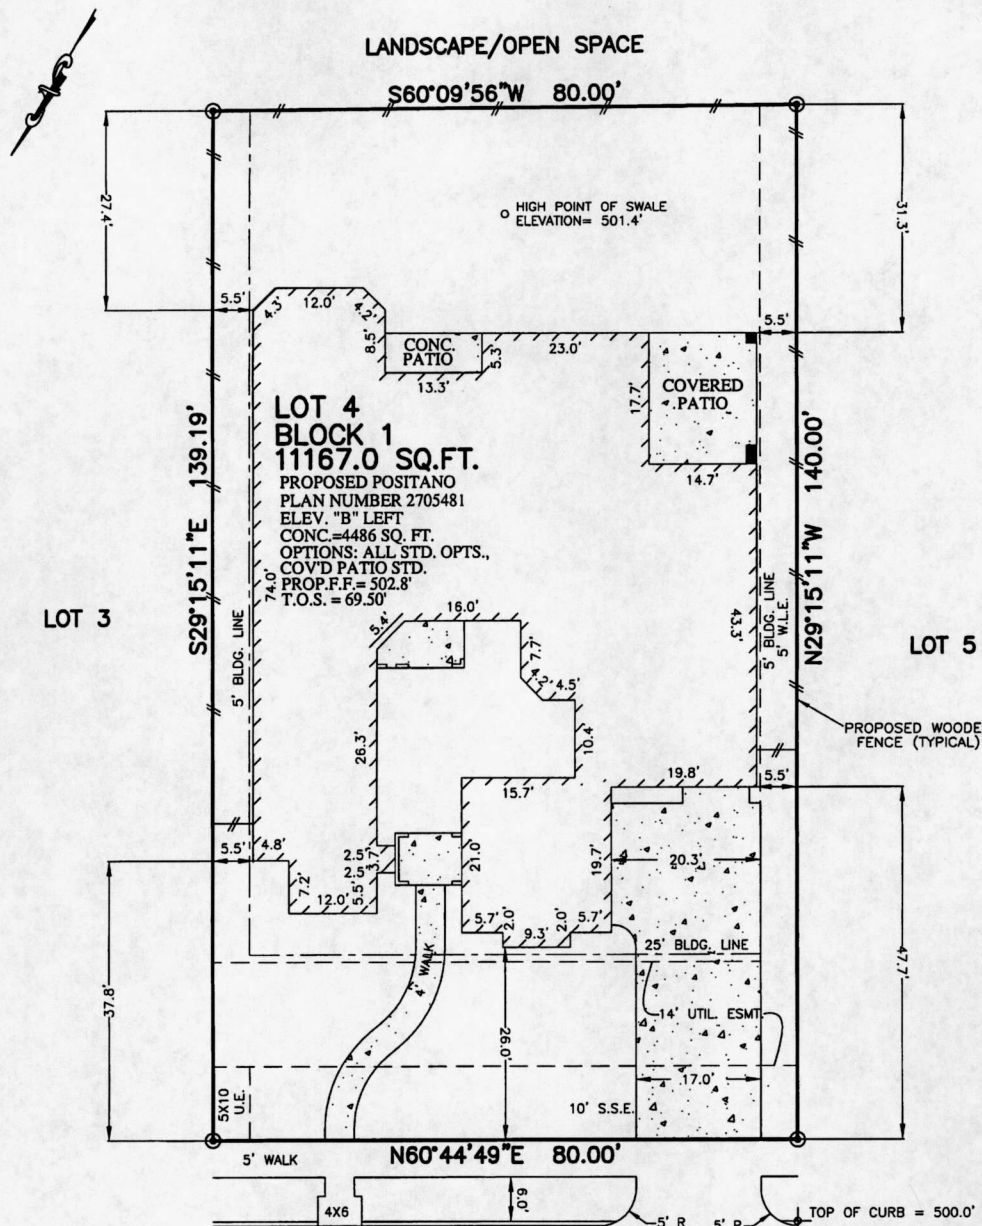 LANDSCAPE/OPEN SPACE
S60°09'56"W 80.00'
27.4'
31.3'
HIGH POINT OF SWALE
ELEVATION= 501.4'
5.5'
4.3'
12.0'
4.2'
8.5'
CONC.
PATIO
5.3'
13.3'
23.0'
5.5'
17.7'
COVERED
PATIO
14.7'
LOT 4
BLOCK 1
11167.0 SQ.FT.
PROPOSED POSITANO
PLAN NUMBER 2705481
ELEV. "B" LEFT
CONC.=4486 SQ. FT.
OPTIONS: ALL STD. OPTS.,
COV'D PATIO STD.
PROP.F.F.= 502.8'
T.O.S. = 69.50'
S29°15'11"E 139.19'
N29°15'11"W 140.00'
74.0'
LOT 3
LOT 5
5' BLDG. LINE
5' BLDG. LINE
5' W.L.E.
43.3'
5.4'
16.0'
7.7'
4.2'
4.5'
10.4'
26.3'
15.7'
PROPOSED WOODE
FENCE (TYPICAL)
19.8'
5.5'
5.5'
4.8'
7.2'
12.0'
2.5'
3.7'
2.5'
5.5'
21.0'
19.7'
20.3'
5.7'
2.0'
9.3'
2.0'
5.7'
25' BLDG. LINE
4' WALK
14' UTIL. ESMT.
37.8'
26.0'
47.7'
17.0'
5X10
U.E.
10' S.S.E.
N60°44'49"E 80.00'
5' WALK
4X6
6.0'
5' R
5' R
TOP OF CURB = 500.0'